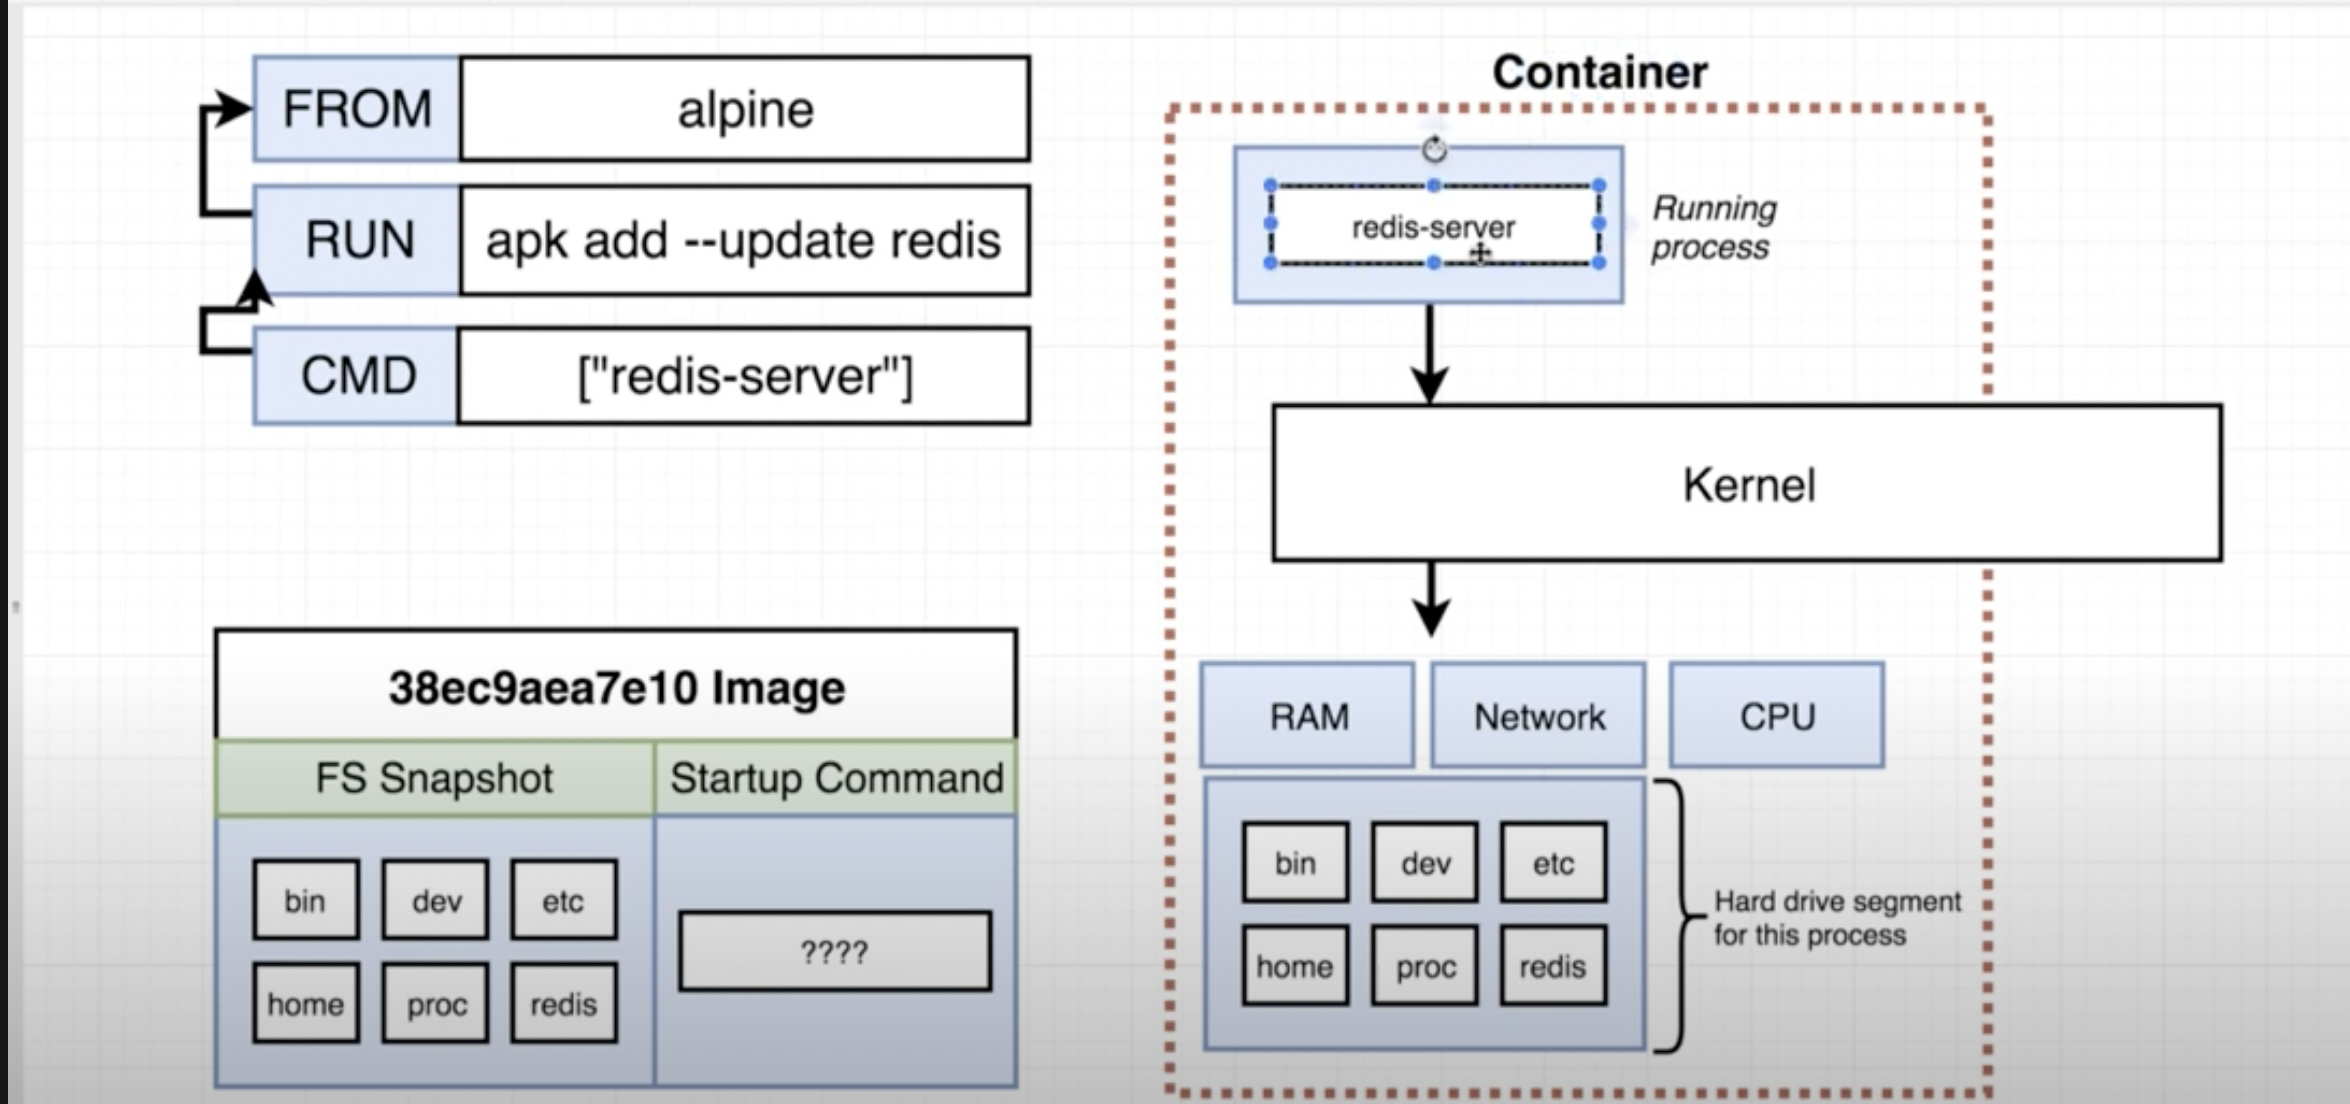 FROM
alpine
RUN
apk add --update redis
CMD
["redis-server"]
38ec9aea7e10 Image
FS Snapshot
Startup Command
bin
dev
etc
home
proc
redis
????
Container
redis-server
Running
process
Kernel
RAM
Network
CPU
bin
dev
etc
home
proc
redis
Hard drive segment
for this process